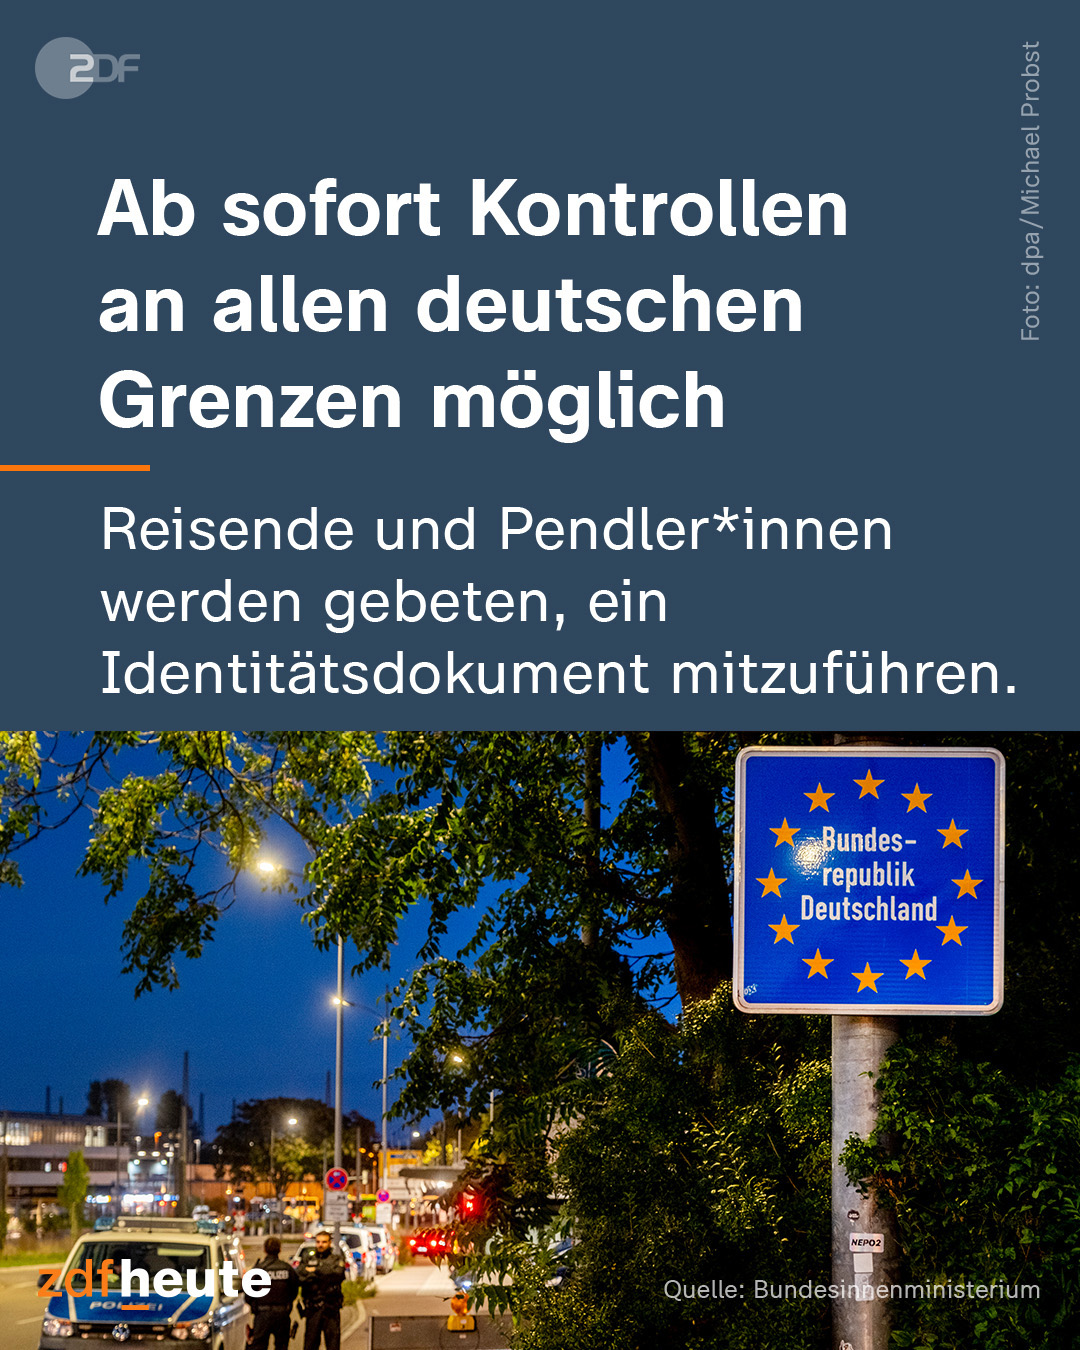 ZDF
Foto: dpa/Michael Probst
Ab sofort Kontrollen
an allen deutschen
Grenzen möglich
Reisende und Pendler*innen
werden gebeten, ein
Identitätsdokument mitzuführen.
Bundes-
republik
Deutschland
NEPO2
POLIZEI
zdfheute
Quelle: Bundesinnenministerium